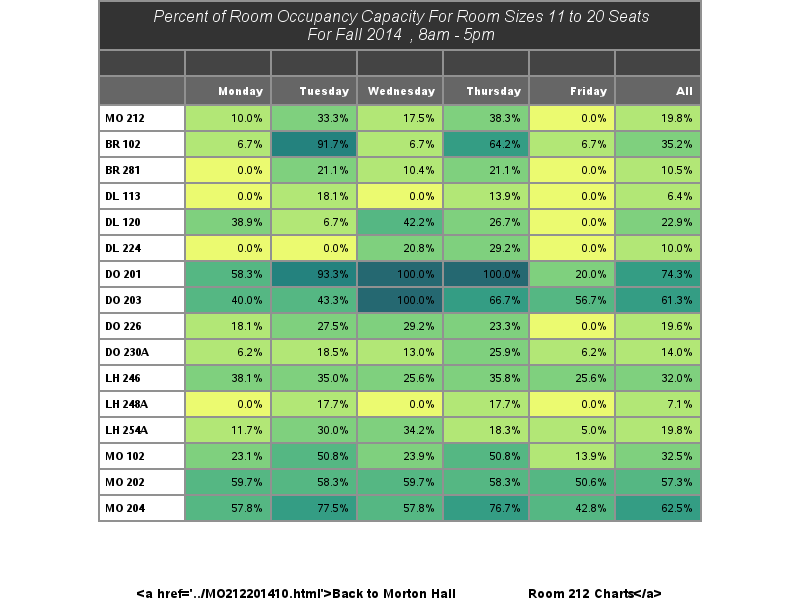 Percent of Room Occupancy Capacity For Room Sizes 11 to 20 Seats
For Fall 2014 , 8am - 5pm
Monday Tuesday Wednesday Thursday Friday All
MO 212 10.0% 33.3% 17.5% 38.3% 0.0% 19.8%
BR 102 6.7% 91.7% 6.7% 64.2% 6.7% 35.2%
BR 281 0.0% 21.1% 10.4% 21.1% 0.0% 10.5%
DL 113 0.0% 18.1% 0.0% 13.9% 0.0% 6.4%
DL 120 38.9% 6.7% 42.2% 26.7% 0.0% 22.9%
DL 224 0.0% 0.0% 20.8% 29.2% 0.0% 10.0%
DO 201 58.3% 93.3% 100.0% 100.0% 20.0% 74.3%
DO 203 40.0% 43.3% 100.0% 66.7% 56.7% 61.3%
DO 226 18.1% 27.5% 29.2% 23.3% 0.0% 19.6%
DO 230A 6.2% 18.5% 13.0% 25.9% 6.2% 14.0%
LH 246 38.1% 35.0% 25.6% 35.8% 25.6% 32.0%
LH 248A 0.0% 17.7% 0.0% 17.7% 0.0% 7.1%
LH 254A 11.7% 30.0% 34.2% 18.3% 5.0% 19.8%
MO 102 23.1% 50.8% 23.9% 50.8% 13.9% 32.5%
MO 202 59.7% 58.3% 59.7% 58.3% 50.6% 57.3%
MO 204 57.8% 77.5% 57.8% 76.7% 42.8% 62.5%
<a href='../MO212201410.html'>Back to Morton Hall Room 212 Charts</a>